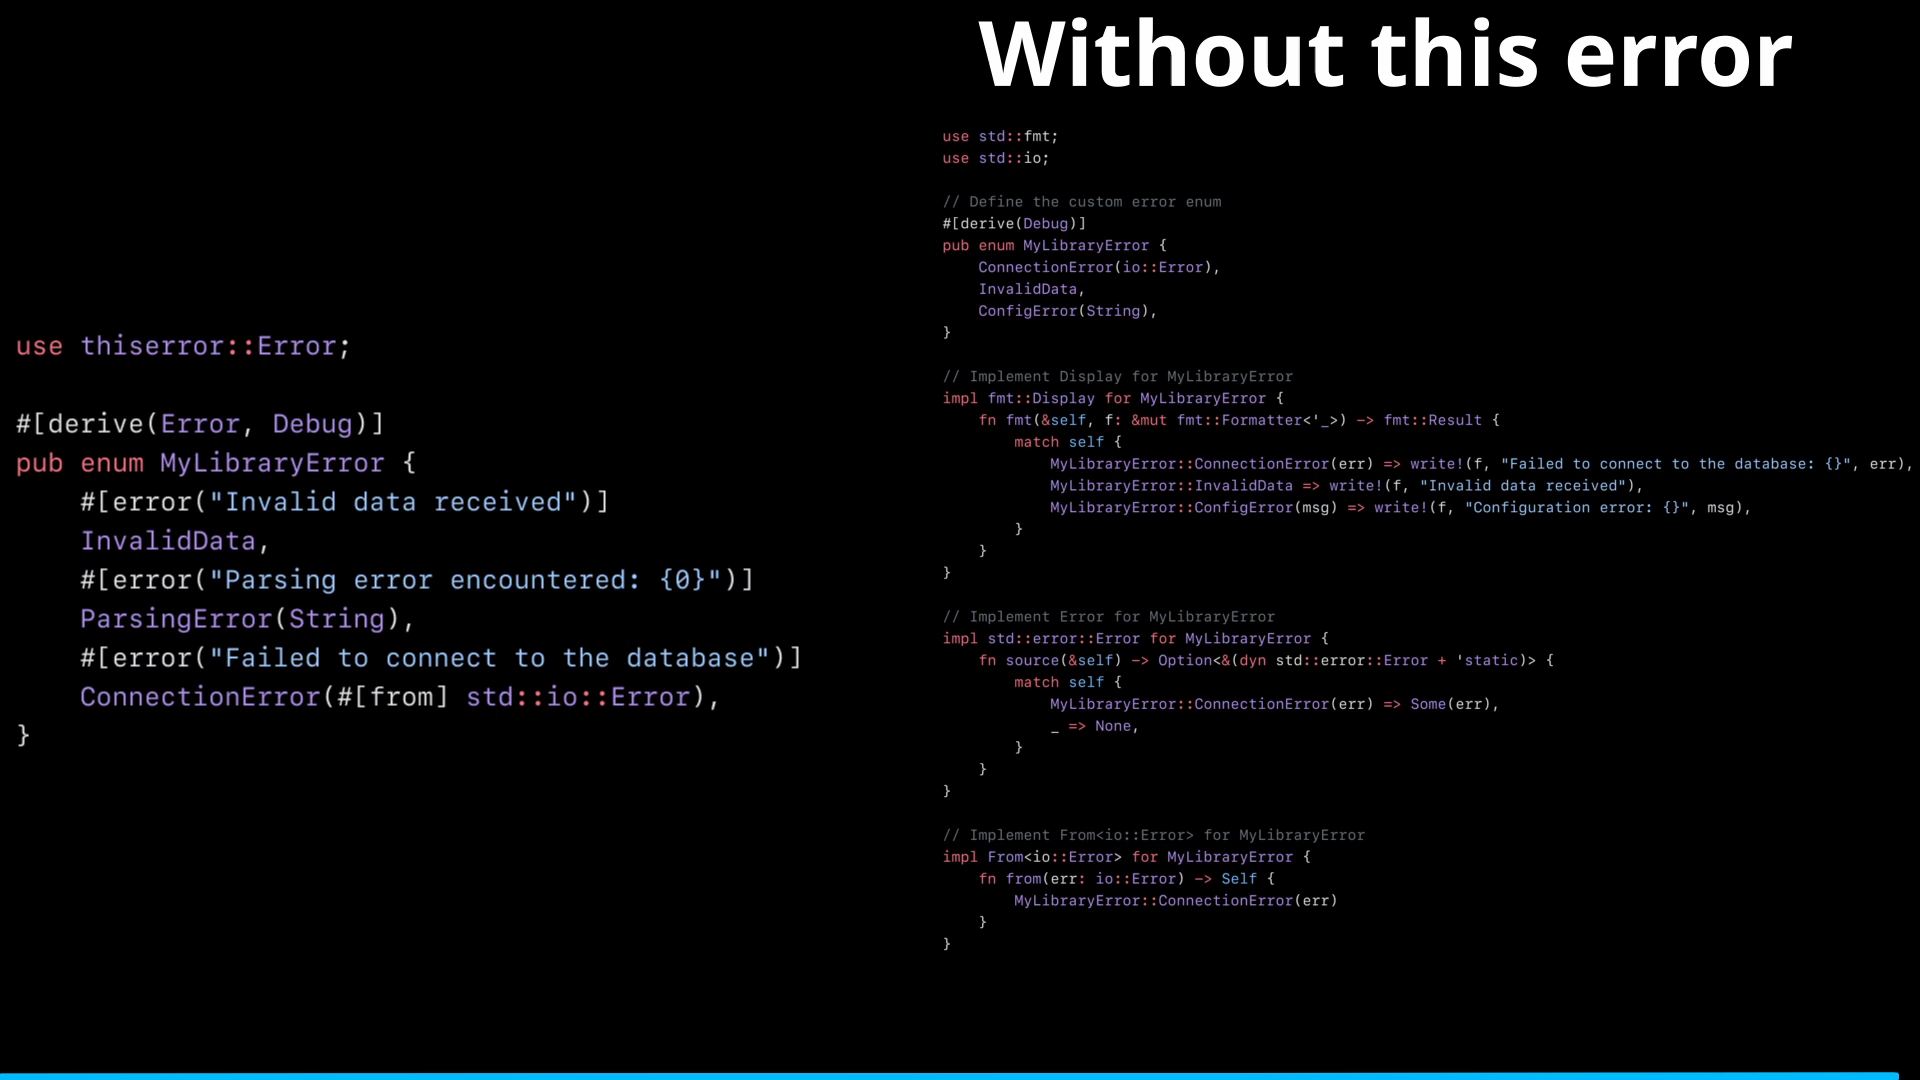 Without this error
use thiserror::Error;
#[derive(Error, Debug)]
pub enum MyLibraryError {
    #[error("Invalid data received")]
    InvalidData,
    #[error("Parsing error encountered: {0}")]
    ParsingError(String),
    #[error("Failed to connect to the database")]
    ConnectionError(#[from] std::io::Error),
}
use std::fmt;
use std::io;
// Define the custom error enum
#[derive(Debug)]
pub enum MyLibraryError {
    ConnectionError(io::Error),
    InvalidData,
    ConfigError(String),
}
// Implement Display for MyLibraryError
impl fmt::Display for MyLibraryError {
    fn fmt(&self, f: &mut fmt::Formatter<'_>) -> fmt::Result {
        match self {
            MyLibraryError::ConnectionError(err) => write!(f, "Failed to connect to the database: {}", err),
            MyLibraryError::InvalidData => write!(f, "Invalid data received"),
            MyLibraryError::ConfigError(msg) => write!(f, "Configuration error: {}", msg),
        }
    }
}
// Implement Error for MyLibraryError
impl std::error::Error for MyLibraryError {
    fn source(&self) -> Option<&(dyn std::error::Error + 'static)> {
        match self {
            MyLibraryError::ConnectionError(err) => Some(err),
            _ => None,
        }
    }
}
// Implement From<io::Error> for MyLibraryError
impl From<io::Error> for MyLibraryError {
    fn from(err: io::Error) -> Self {
        MyLibraryError::ConnectionError(err)
    }
}